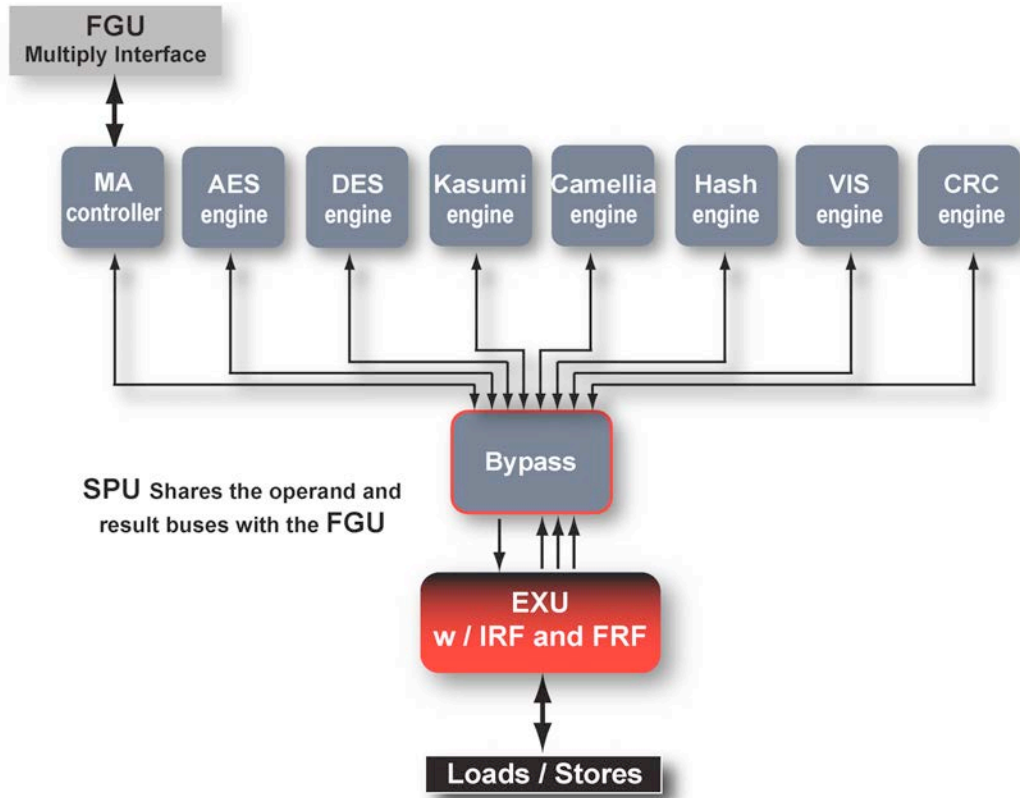 FGU
Multiply Interface
MA
controller
AES
engine
DES
engine
Kasumi
engine
Camellia
engine
Hash
engine
VIS
engine
CRC
engine
Bypass
SPU Shares the operand and
result buses with the FGU
EXU
w / IRF and FRF
Loads / Stores